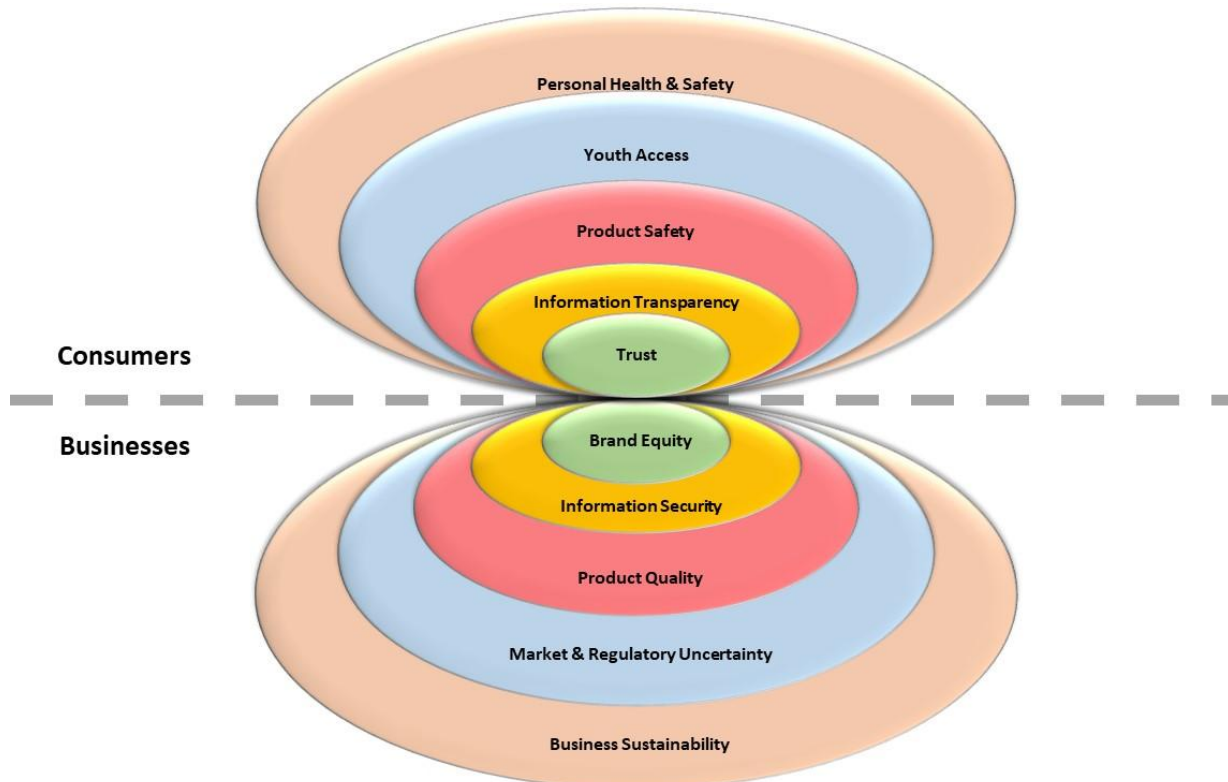 Personal Health & Safety
Youth Access
Product Safety
Information Transparency
Trust
Consumers
Businesses
Brand Equity
Information Security
Product Quality
Market & Regulatory Uncertainty
Business Sustainability